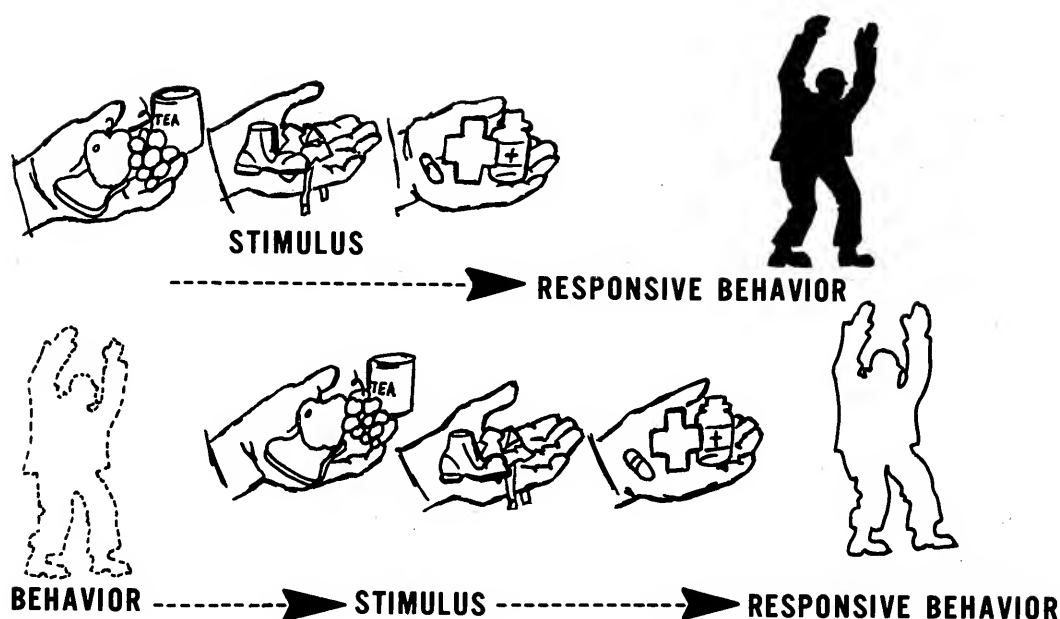 TEA
STIMULUS
RESPONSIVE BEHAVIOR
TEA
BEHAVIOR STIMULUS RESPONSIVE BEHAVIOR